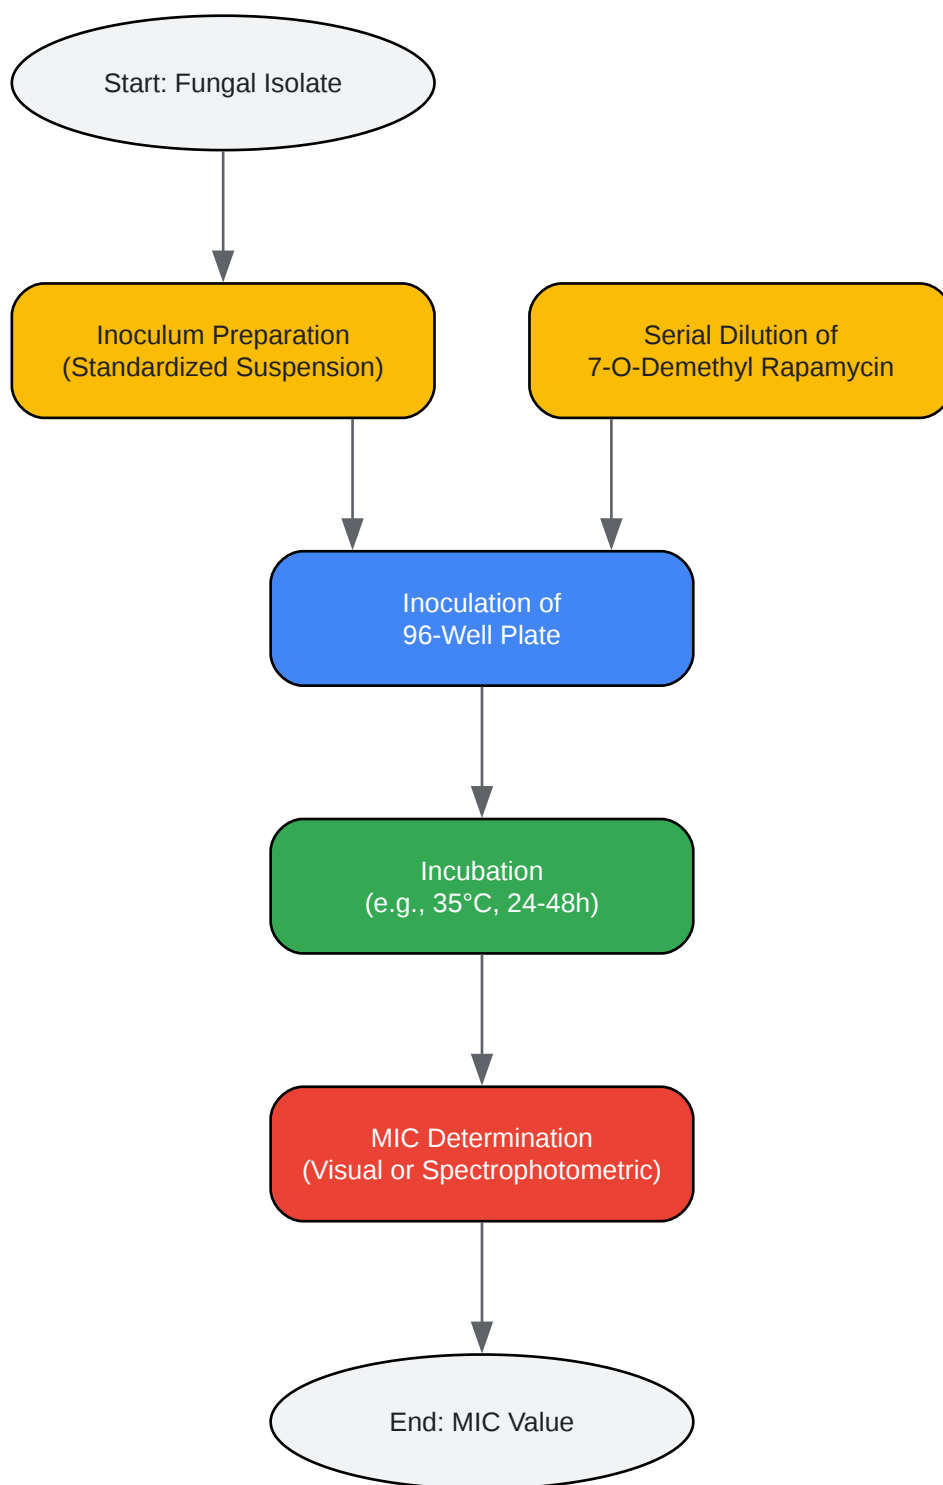 Start: Fungal Isolate
Inoculum Preparation
(Standardized Suspension)
Serial Dilution of
7-O-Demethyl Rapamycin
Inoculation of
96-Well Plate
Incubation
(e.g., 35°C, 24-48h)
MIC Determination
(Visual or Spectrophotometric)
End: MIC Value